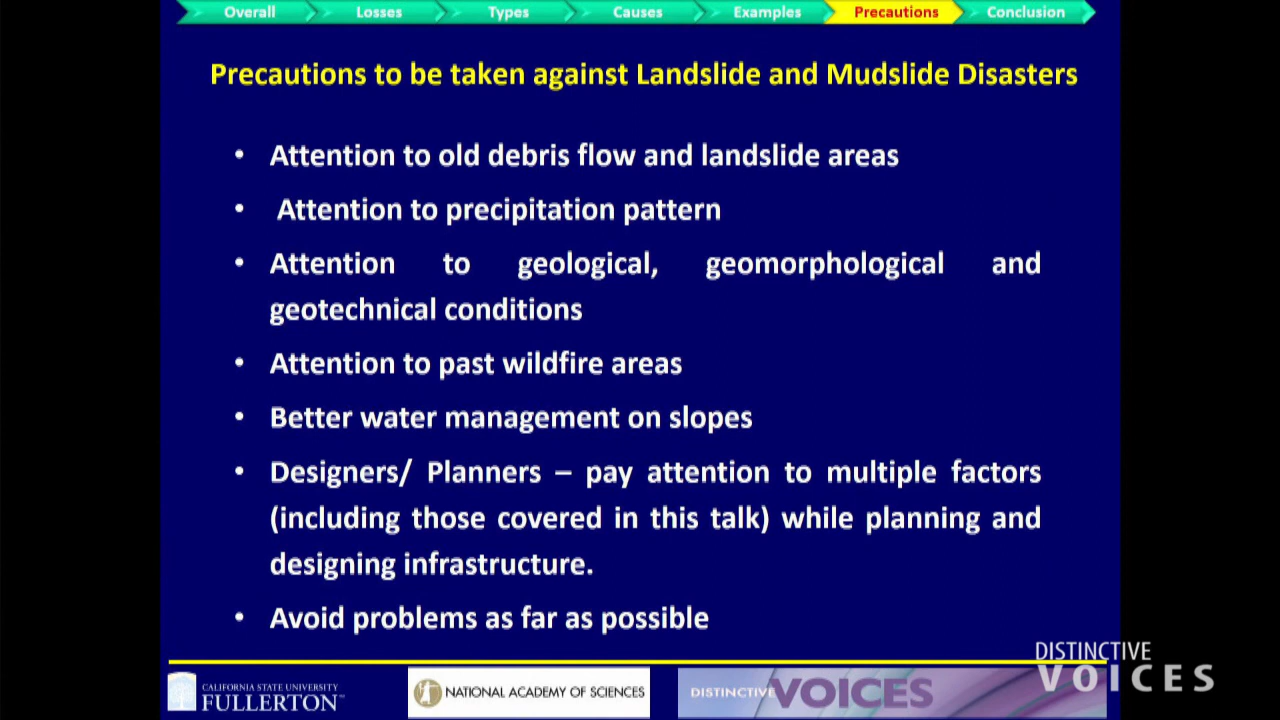 Overall Losses Types Causes Examples Precautions Conclusion
Precautions to be taken against Landslide and Mudslide Disasters
• Attention to old debris flow and landslide areas
• Attention to precipitation pattern
• Attention to geological, geomorphological and
geotechnical conditions
• Attention to past wildfire areas
• Better water management on slopes
• Designers/ Planners – pay attention to multiple factors
(including those covered in this talk) while planning and
designing infrastructure.
• Avoid problems as far as possible
DISTINCTIVE
VOICES
CALIFORNIA STATE UNIVERSITY
FULLERTON™
NATIONAL ACADEMY OF SCIENCES
DISTINCTIVE VOICES